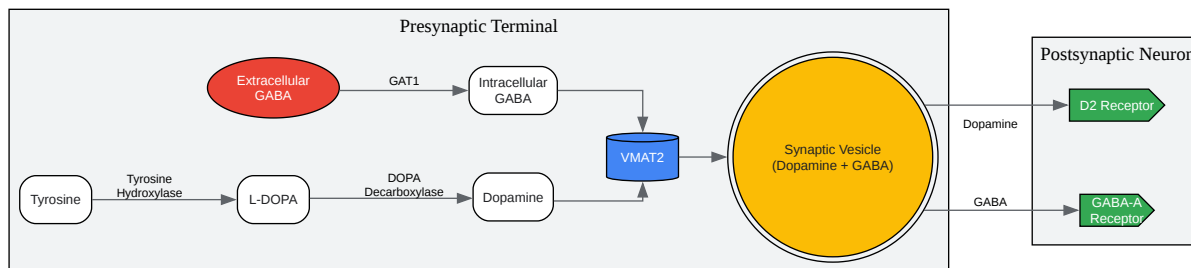 Presynaptic Terminal
Postsynaptic Neuron
Extracellular
GABA
GAT1
Intracellular
GABA
VMAT2
Synaptic Vesicle
(Dopamine + GABA)
Dopamine
D2 Receptor
Tyrosine
Tyrosine
Hydroxylase
L-DOPA
DOPA
Decarboxylase
Dopamine
GABA
GABA-A
Receptor